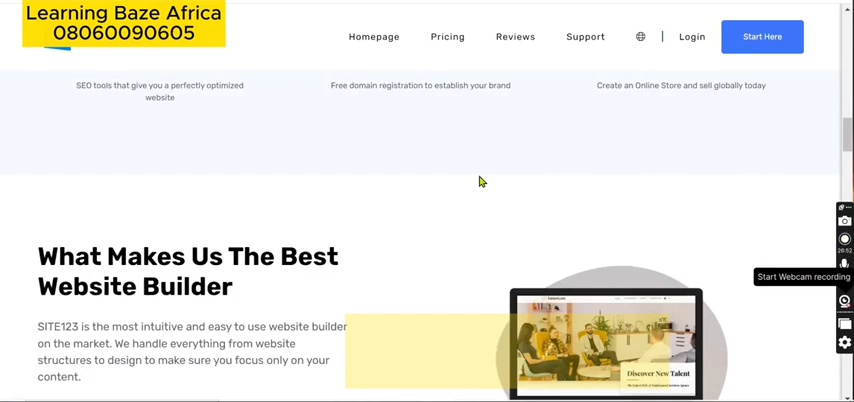 Learning Baze Africa
08060090605
Homepage Pricing Reviews Support | Login Start Here
SEO tools that give you a perfectly optimized
website
Free domain registration to establish your brand
Create an Online Store and sell globally today
26:52
Start Webcam recording
What Makes Us The Best
Website Builder
SITE123 is the most intuitive and easy to use website builder
on the market. We handle everything from website
structures to design to make sure you focus only on your
content.
Discover New Talent